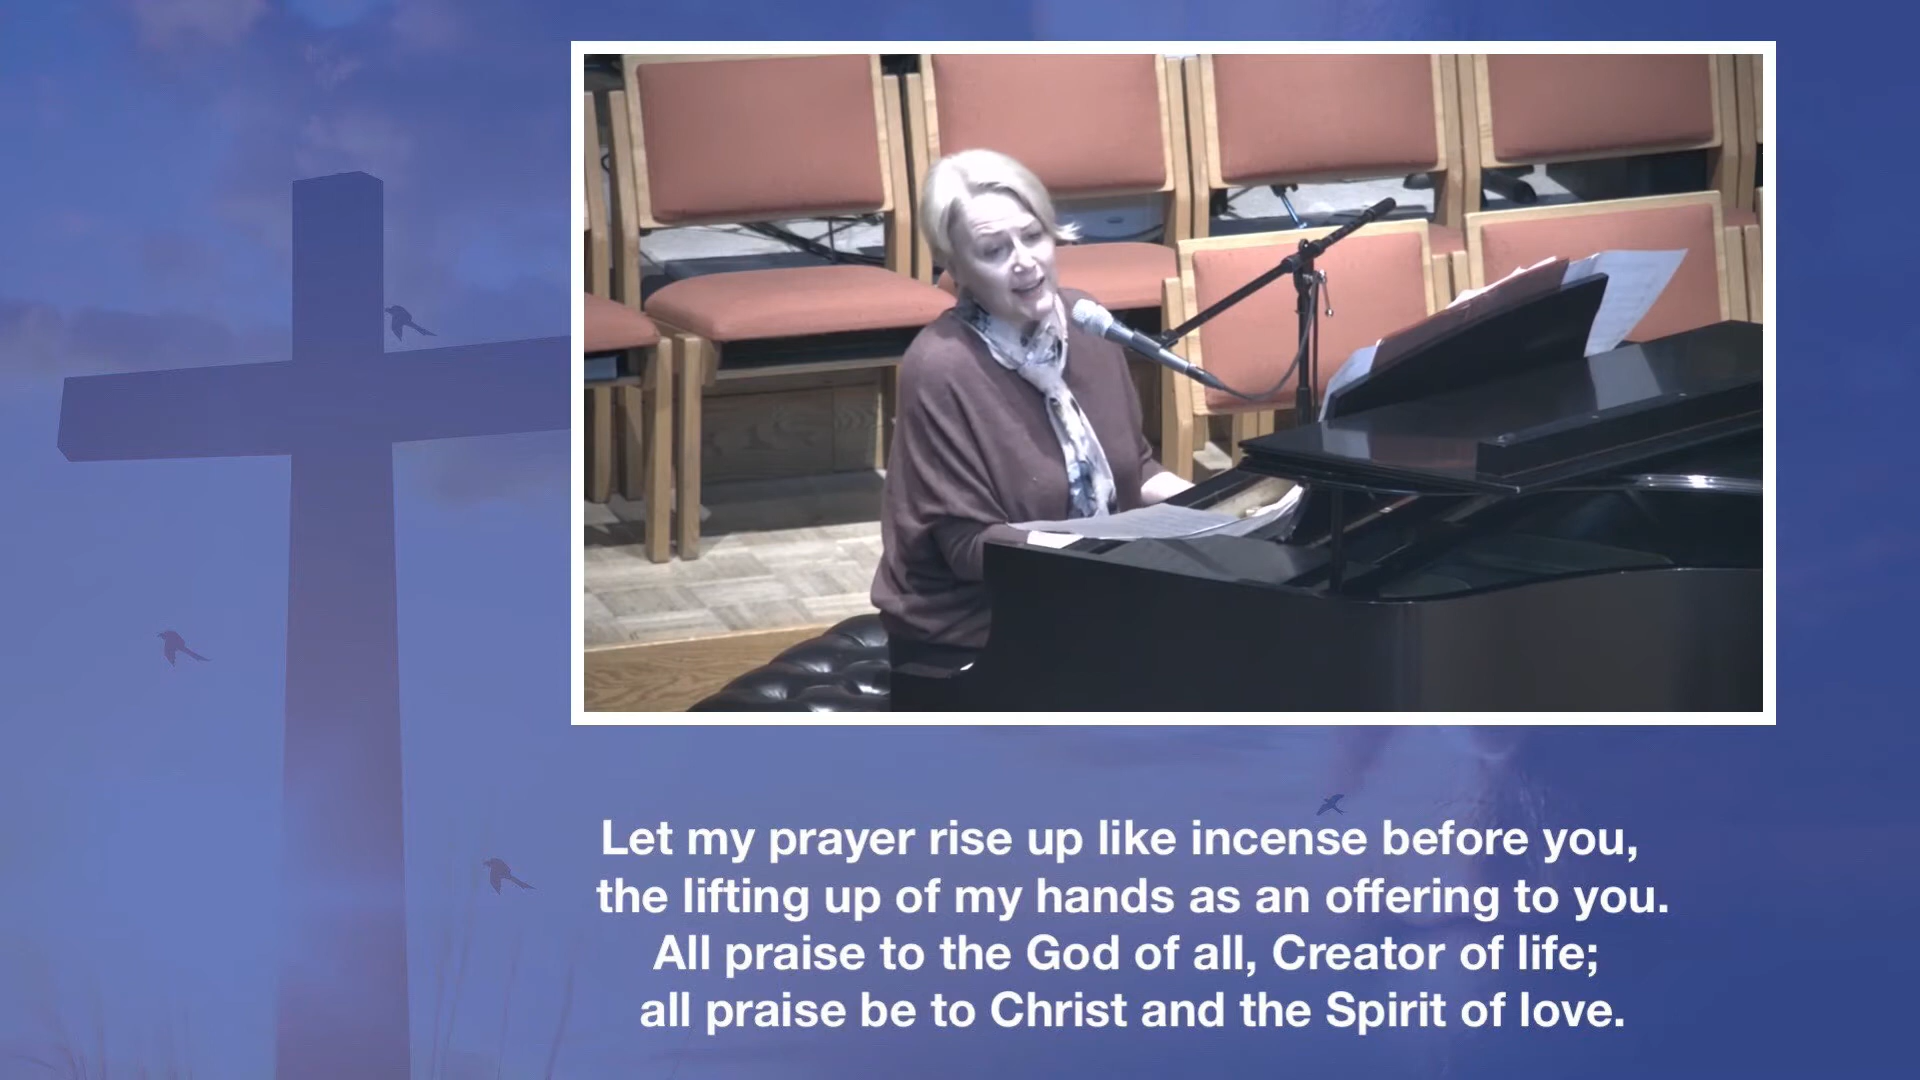 Let my prayer rise up like incense before you,
the lifting up of my hands as an offering to you.
All praise to the God of all, Creator of life;
all praise be to Christ and the Spirit of love.